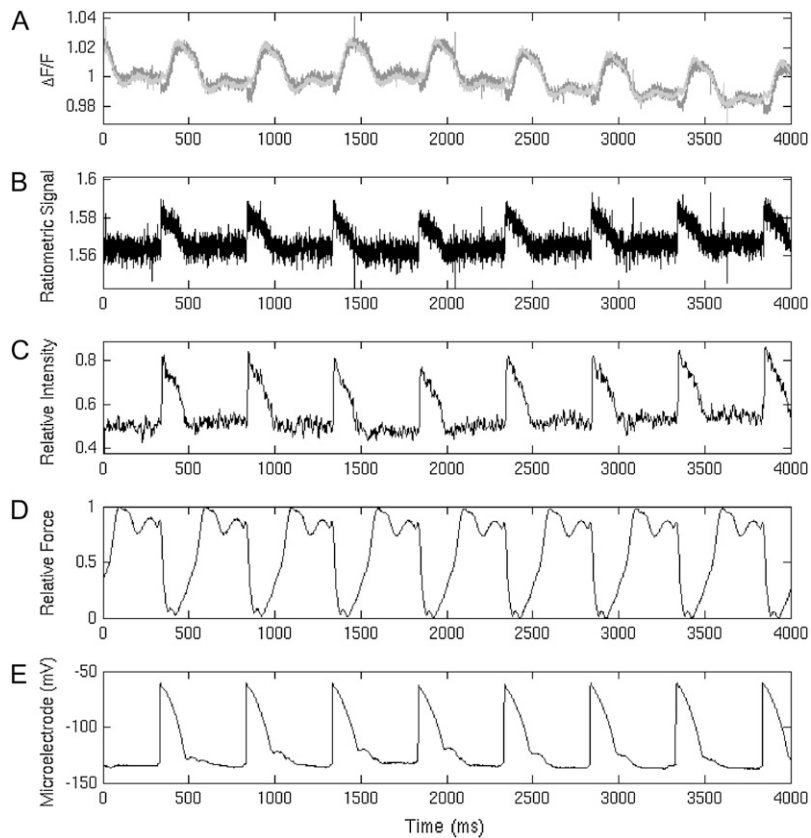 A
ΔF/F
1.04
1.02
1
0.98
0 500 1000 1500 2000 2500 3000 3500 4000
B
Ratiometric Signal
1.6
1.58
1.56
0 500 1000 1500 2000 2500 3000 3500 4000
C
Relative Intensity
0.8
0.6
0.4
0 500 1000 1500 2000 2500 3000 3500 4000
D
Relative Force
1
0.5
0
0 500 1000 1500 2000 2500 3000 3500 4000
E
Microelectrode (mV)
-50
-100
-150
0 500 1000 1500 2000 2500 3000 3500 4000
Time (ms)